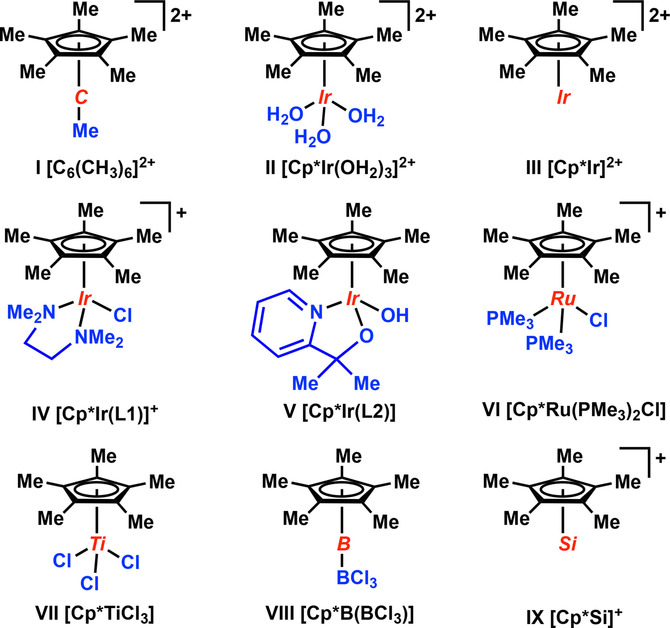 Me
2+
Me
Me
Me
Me
C
Me
I [C6(CH3)6]2+
Me
2+
Me
Me
Me
Me
Ir
H2O
OH2
H2O
II [Cp*Ir(OH2)3]2+
Me
2+
Me
Me
Me
Me
Ir
III [Cp*Ir]2+
Me
+
Me
Me
Me
Me
Ir
Me2N
Cl
NMe2
IV [Cp*Ir(L1)]+
Me
Me
Me
Me
Me
Ir
N
OH
O
Me
Me
V [Cp*Ir(L2)]
Me
+
Me
Me
Me
Me
Ru
PMe3
Cl
PMe3
VI [Cp*Ru(PMe3)2Cl]
Me
Me
Me
Me
Me
Ti
Cl
Cl
Cl
VII [Cp*TiCl3]
Me
Me
Me
Me
Me
B
BCl3
VIII [Cp*B(BCl3)]
Me
+
Me
Me
Me
Me
Si
IX [Cp*Si]+